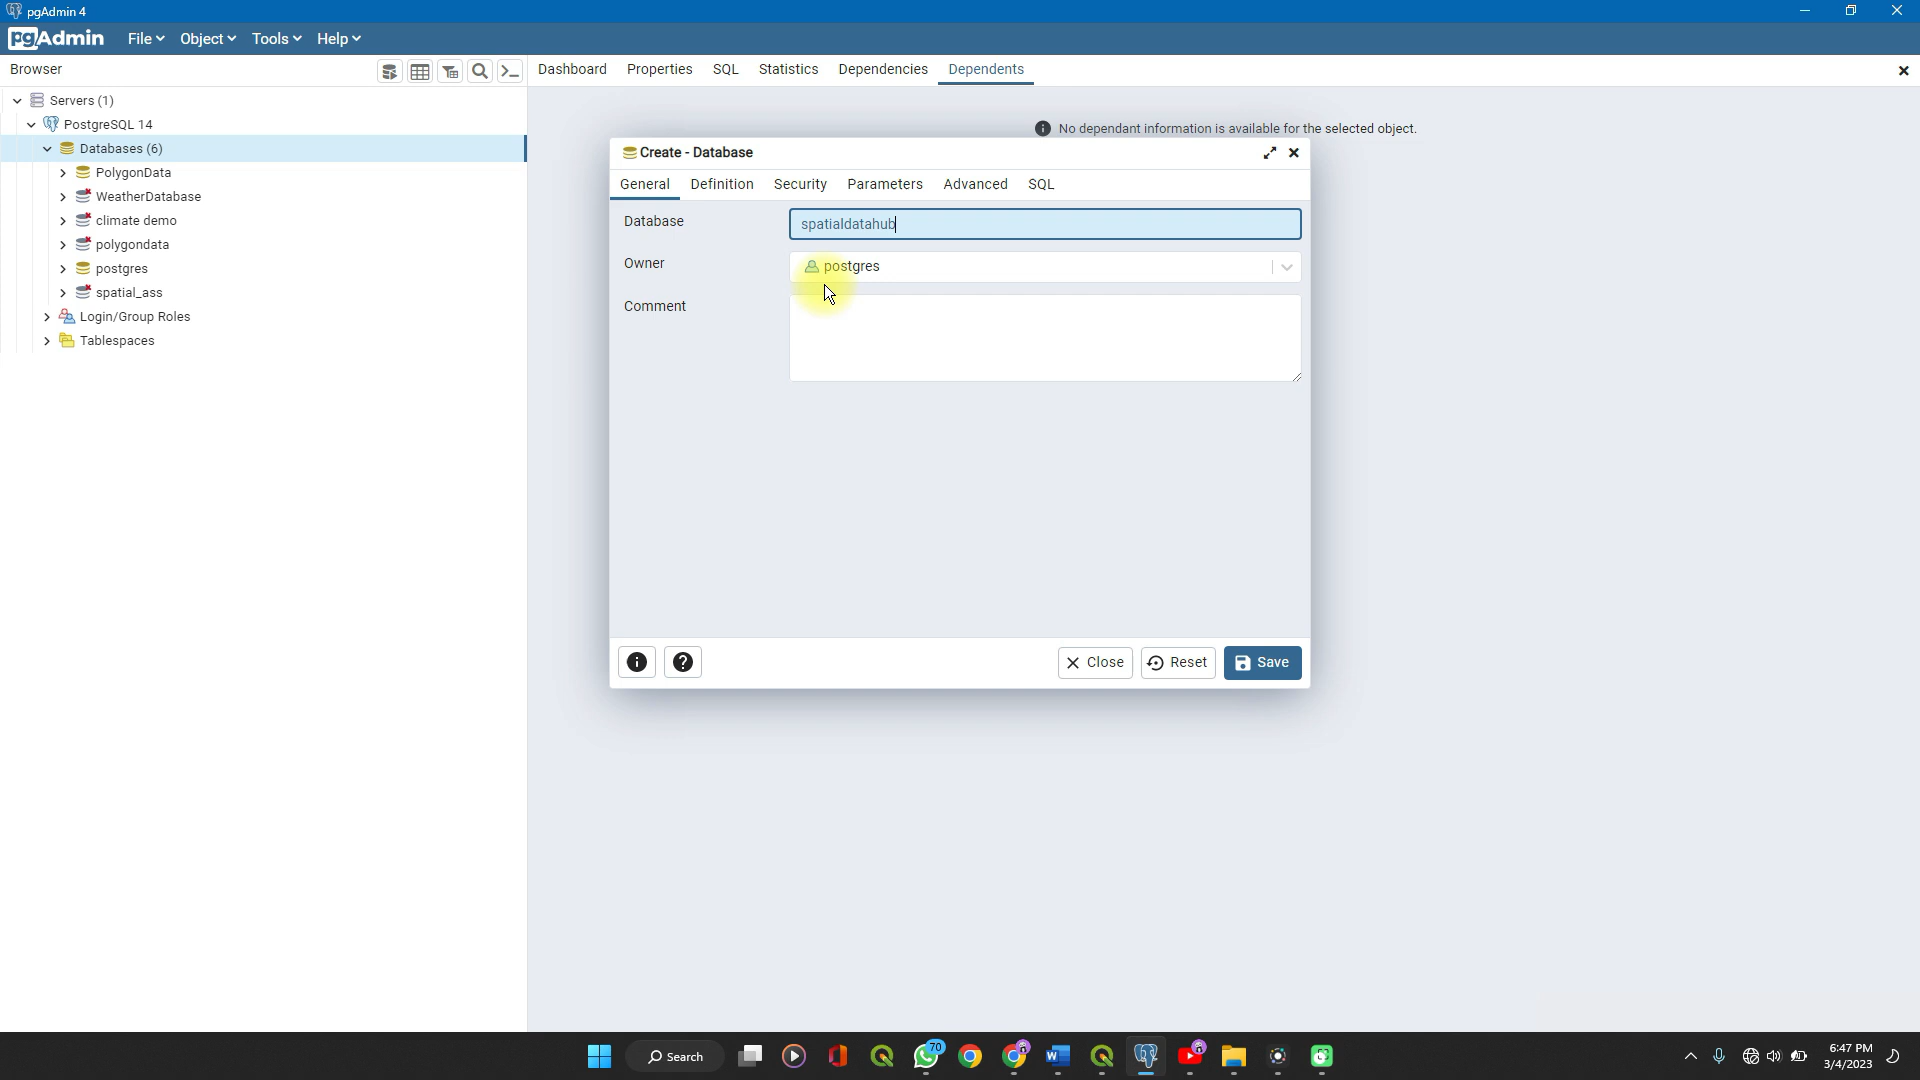 pgAdmin 4
pgAdmin File Object Tools Help
Browser
Dashboard Properties SQL Statistics Dependencies Dependents
Servers (1)
PostgreSQL 14
Databases (6)
PolygonData
WeatherDatabase
climate demo
polygondata
postgres
spatial_ass
Login/Group Roles
Tablespaces
No dependant information is available for the selected object.
Create - Database
General Definition Security Parameters Advanced SQL
Database spatialdatahub
Owner postgres
Comment
Close Reset Save
Search
70
6:47 PM
3/4/2023